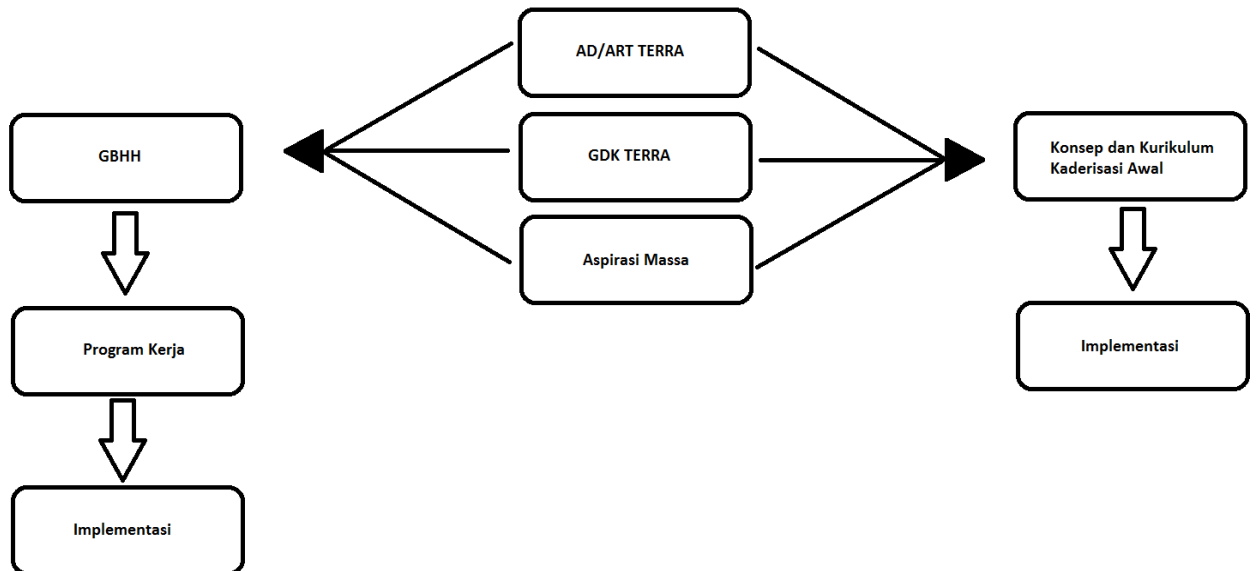 AD/ART TERRA
GBHH
GDK TERRA
Konsep dan Kurikulum
Kaderisasi Awal
Aspirasi Massa
Program Kerja
Implementasi
Implementasi